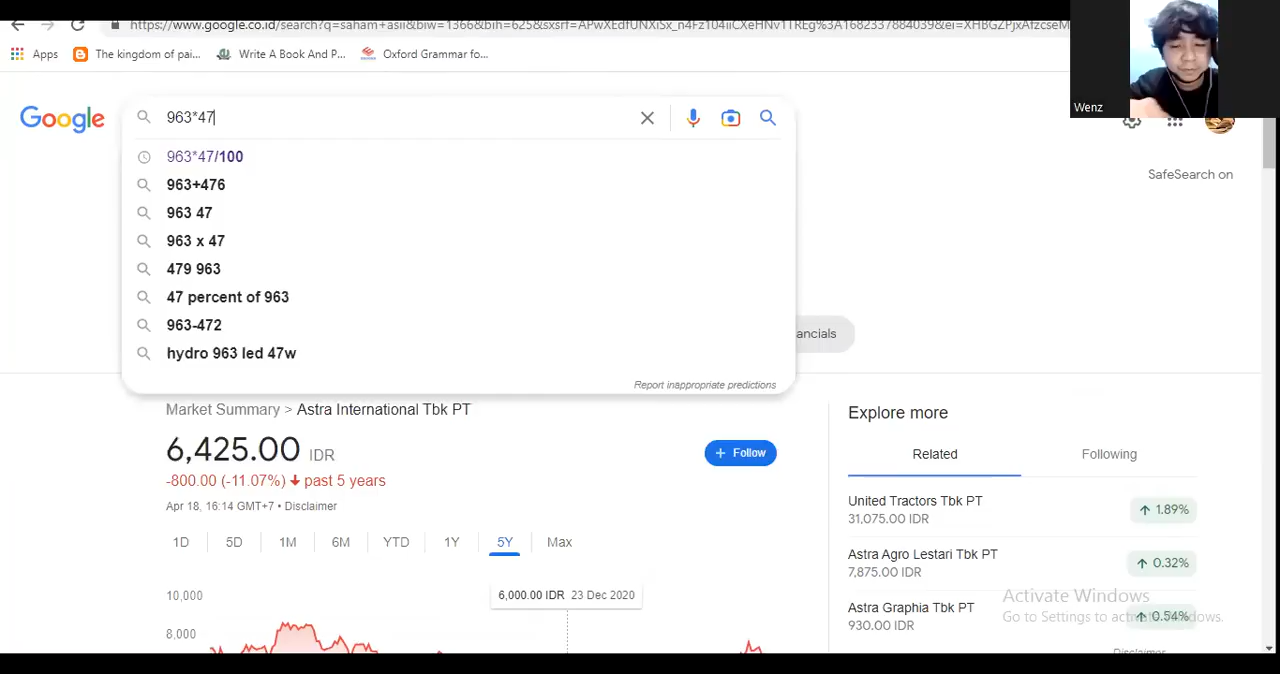 https://www.google.co.id/search?q=saham+asii&biw=1366&bih=625&sxsrf=
Apps The kingdom of pai... Write A Book And P... Oxford Grammar fo...
Wenz
Google 963*47
SafeSearch on
963*47/100
963+476
963 47
963 x 47
479 963
47 percent of 963
963-472
hydro 963 led 47w
ancials
Report inappropriate predictions
Market Summary > Astra International Tbk PT
6,425.00 IDR
+ Follow
-800.00 (-11.07%) past 5 years
Apr 18, 16:14 GMT+7 • Disclaimer
1D 5D 1M 6M YTD 1Y 5Y Max
10,000
6,000.00 IDR 23 Dec 2020
8,000
Explore more
Related Following
United Tractors Tbk PT
31,075.00 IDR
1.89%
Astra Agro Lestari Tbk PT
7,875.00 IDR
0.32%
Astra Graphia Tbk PT
930.00 IDR
0.54%
Activate Windows
Go to Settings to activate Windows.
Disclaimer